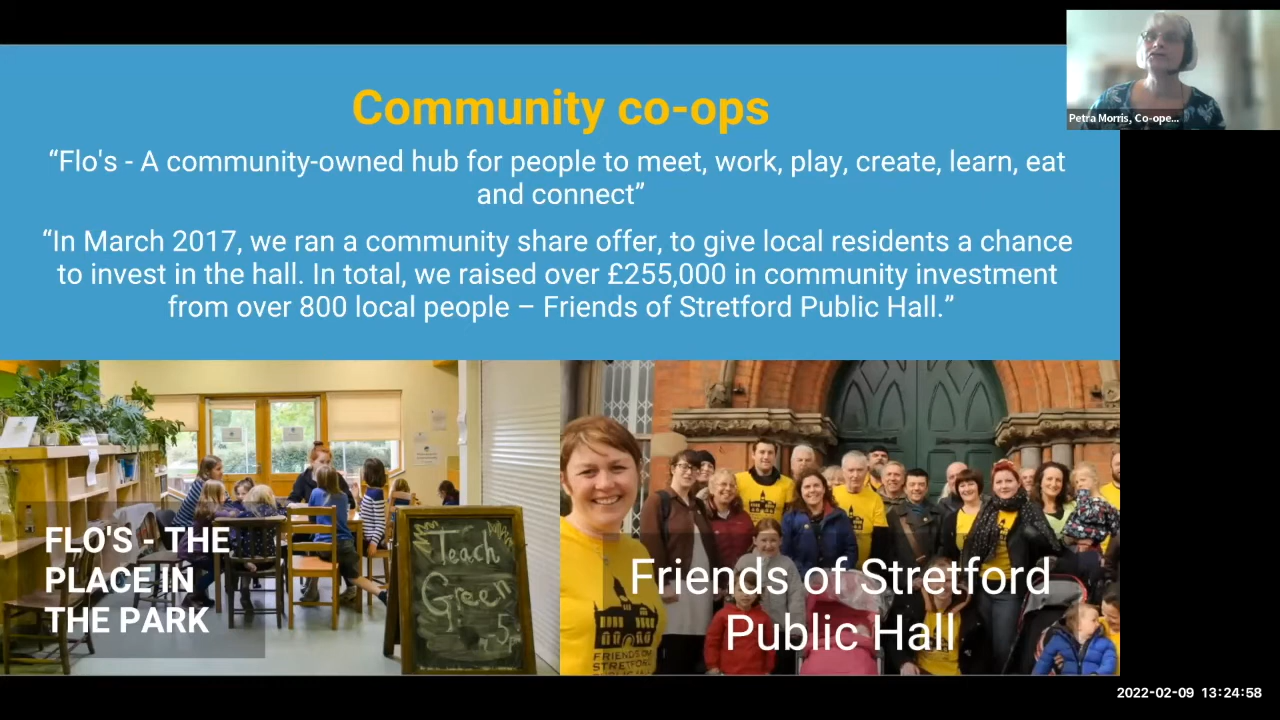 Community co-ops
“Flo's - A community-owned hub for people to meet, work, play, create, learn, eat
and connect”
“In March 2017, we ran a community share offer, to give local residents a chance
to invest in the hall. In total, we raised over £255,000 in community investment
from over 800 local people – Friends of Stretford Public Hall.”
Petra Morris, Co-ope...
FLO'S - THE
PLACE IN
THE PARK
Teach
Green
5
Friends of Stretford
Public Hall
FRIENDS OF
STRETFORD
2022-02-09 13:24:58